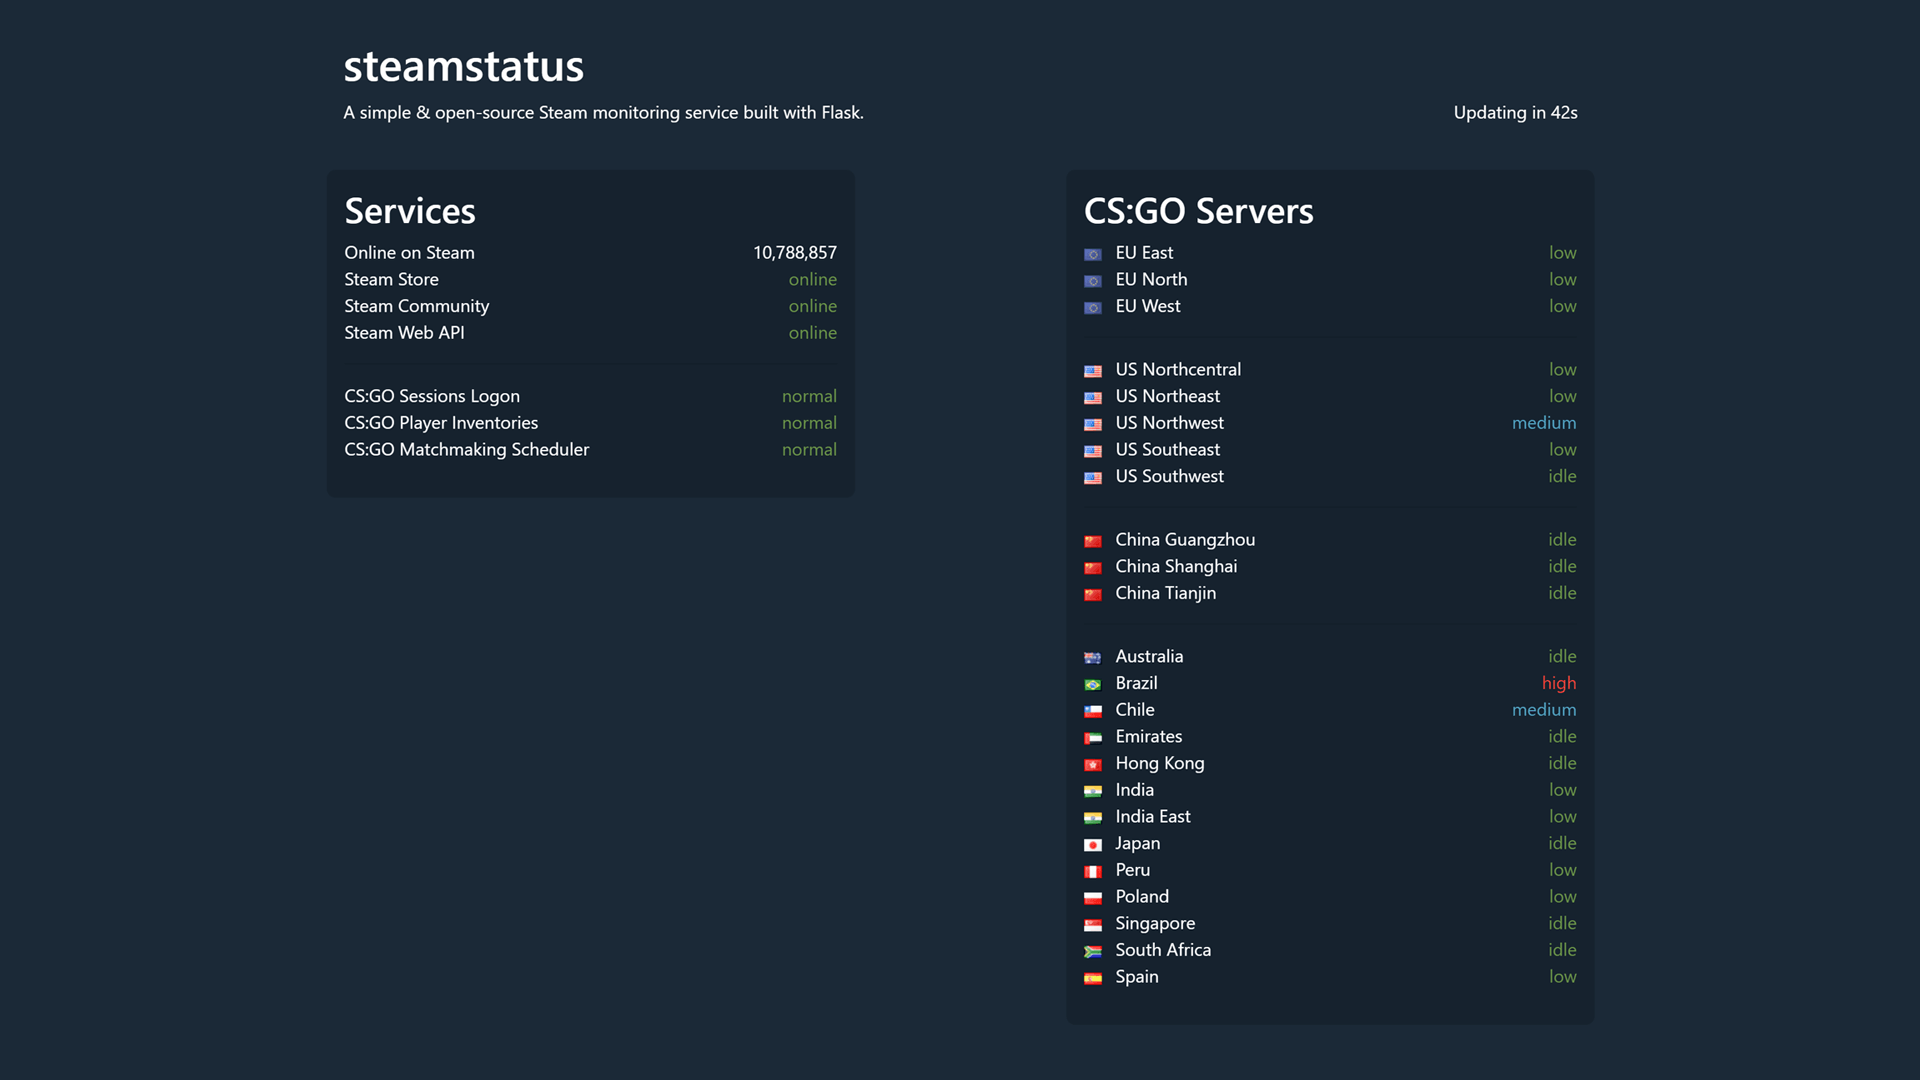 steamstatus
A simple & open-source Steam monitoring service built with Flask.
Updating in 42s
Services
Online on Steam 10,788,857
Steam Store online
Steam Community online
Steam Web API online
CS:GO Sessions Logon normal
CS:GO Player Inventories normal
CS:GO Matchmaking Scheduler normal
CS:GO Servers
EU East low
EU North low
EU West low
US Northcentral low
US Northeast low
US Northwest medium
US Southeast low
US Southwest idle
China Guangzhou idle
China Shanghai idle
China Tianjin idle
Australia idle
Brazil high
Chile medium
Emirates idle
Hong Kong idle
India low
India East low
Japan idle
Peru low
Poland low
Singapore idle
South Africa idle
Spain low